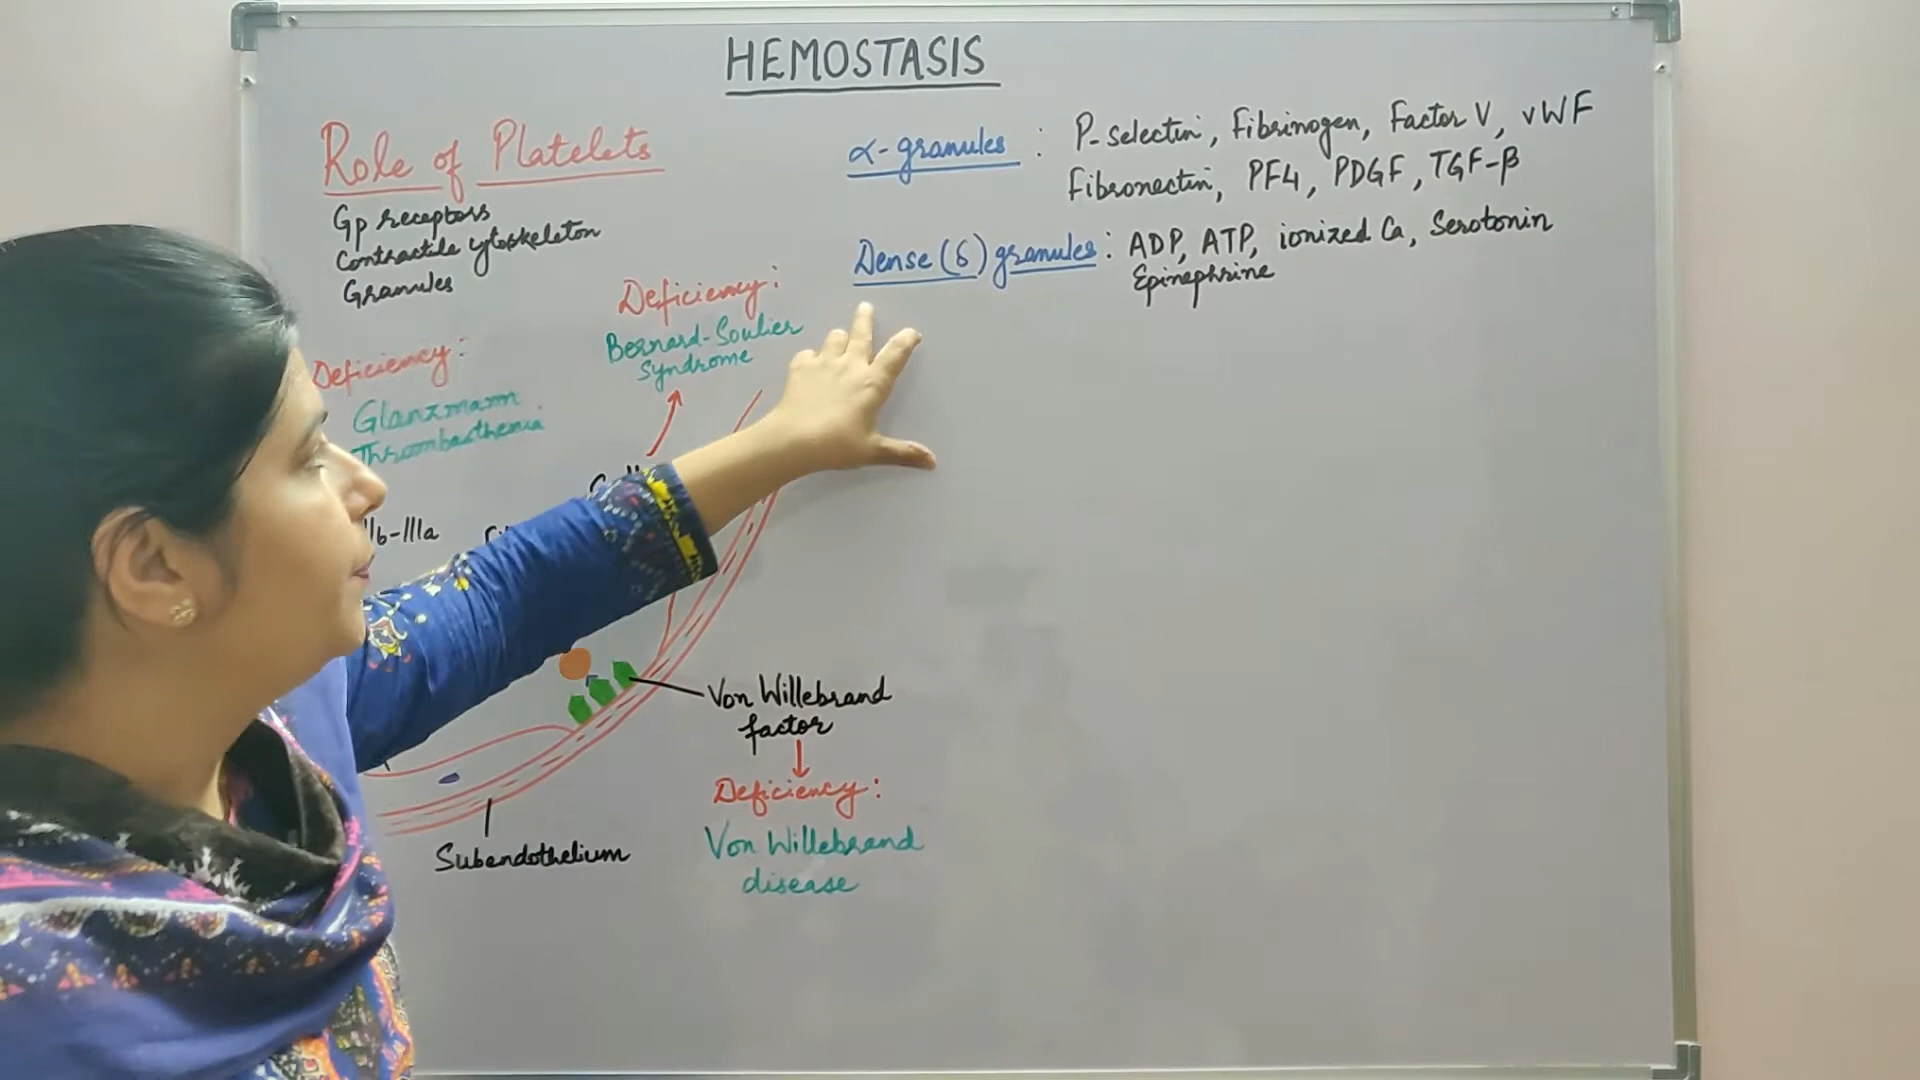 HEMOSTASIS
Role of Platelets
Gp receptors
Contractile cytoskeleton
Granules
Deficiency:
Glanzmann
Thrombasthenia
Deficiency:
Bernard-Soulier
Syndrome
IIb-IIIa
α-granules : P-selectin, Fibrinogen, Factor V, vWF
Fibronectin, PF4, PDGF, TGF-β
Dense (δ) granules : ADP, ATP, ionized Ca, Serotonin
Epinephrine
Von Willebrand
factor
Deficiency:
Von Willebrand
disease
Subendothelium